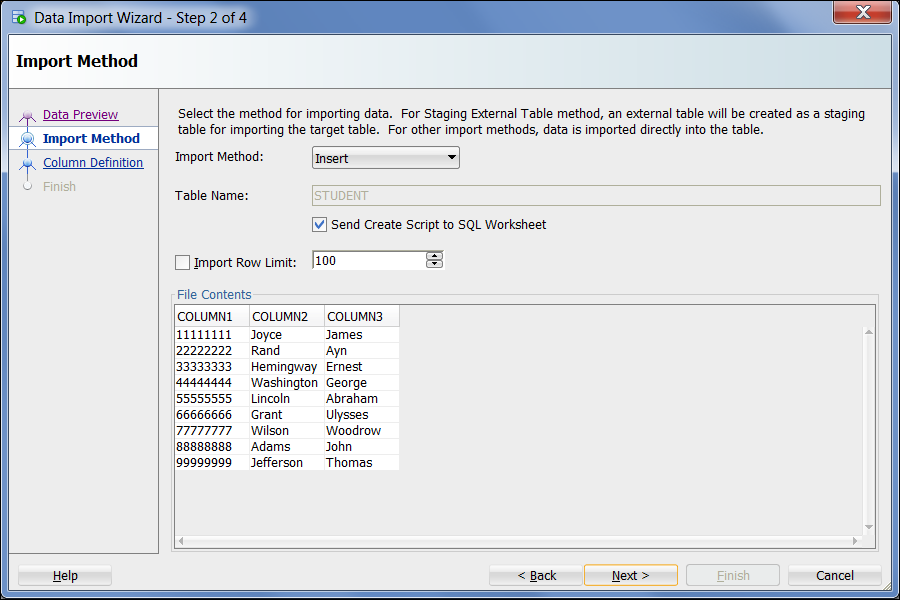 Data Import Wizard - Step 2 of 4
Import Method
Data Preview
Import Method
Column Definition
Finish
Select the method for importing data.  For Staging External Table method, an external table will be created as a staging
table for importing the target table.  For other import methods, data is imported directly into the table.
Import Method: Insert
Table Name: STUDENT
Send Create Script to SQL Worksheet
Import Row Limit: 100
File Contents
COLUMN1 COLUMN2 COLUMN3
11111111 Joyce James
22222222 Rand Ayn
33333333 Hemingway Ernest
44444444 Washington George
55555555 Lincoln Abraham
66666666 Grant Ulysses
77777777 Wilson Woodrow
88888888 Adams John
99999999 Jefferson Thomas
Help < Back Next > Finish Cancel